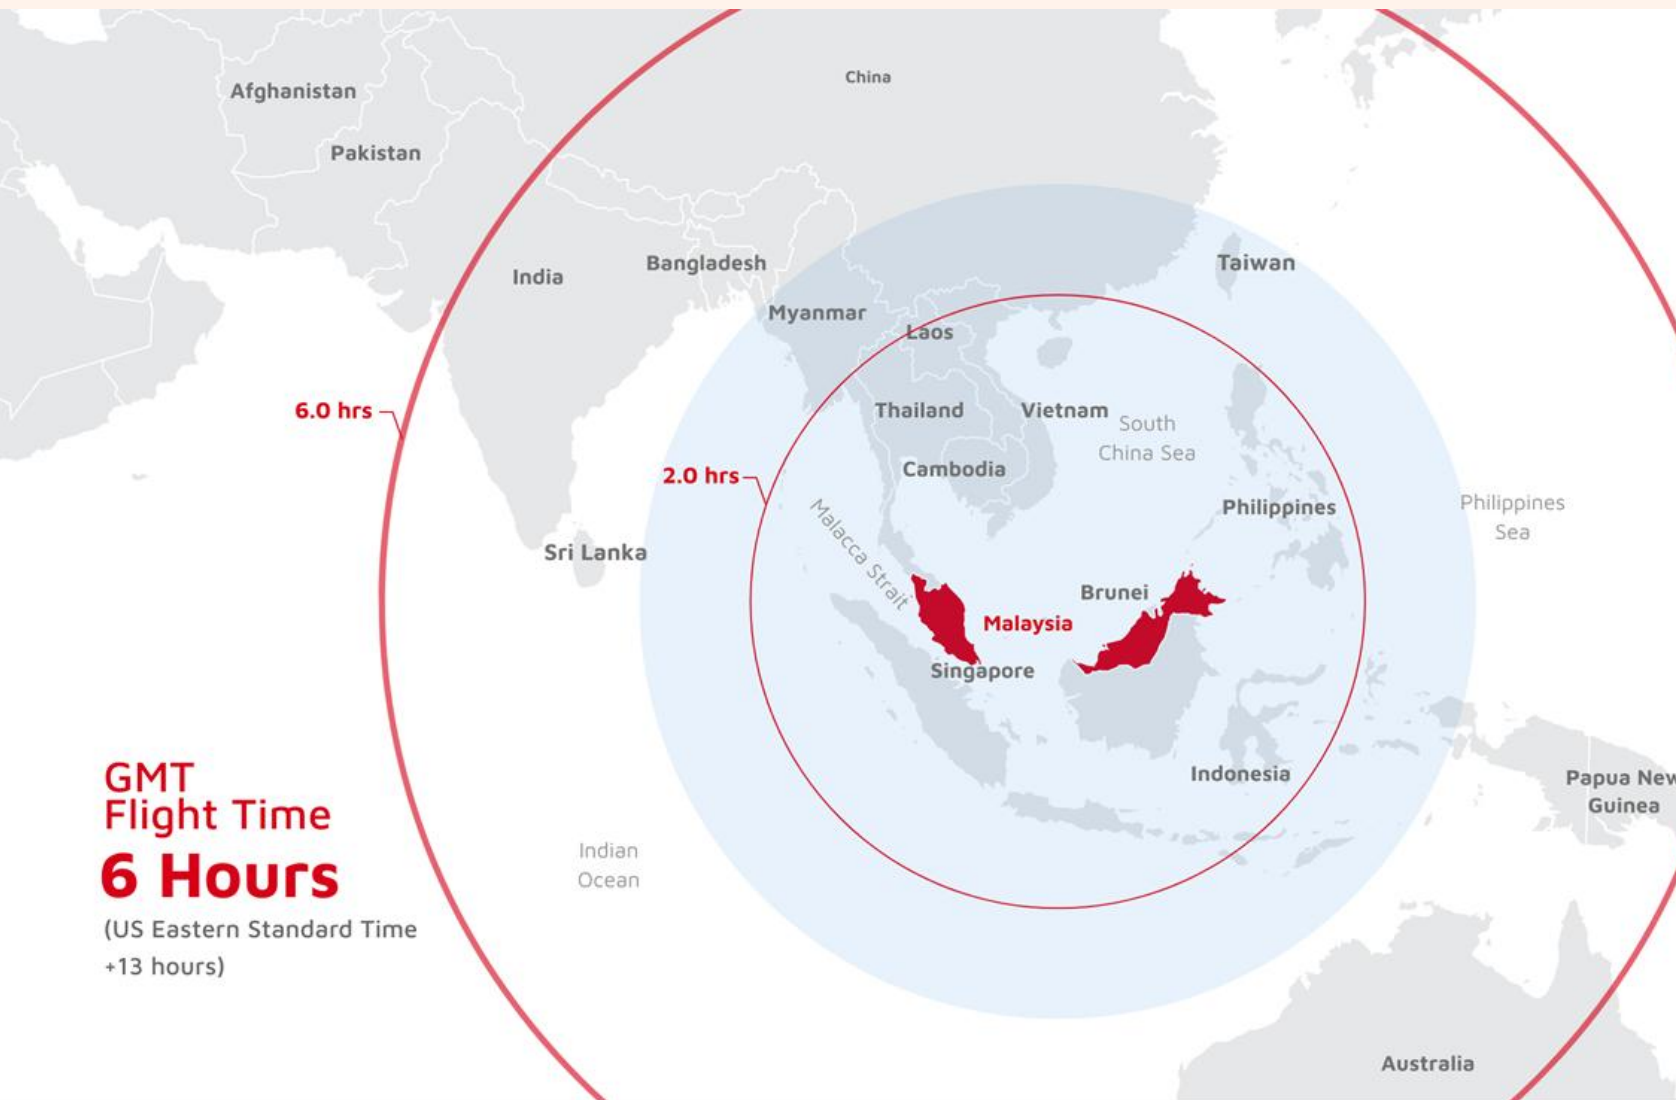 China
Afghanistan
Pakistan
India
Bangladesh
Taiwan
Myanmar
Laos
6.0 hrs
Thailand
Vietnam
South
China Sea
2.0 hrs
Cambodia
Malacca Strait
Philippines
Philippines
Sea
Sri Lanka
Brunei
Malaysia
Singapore
Indonesia
Papua New
Guinea
GMT
Flight Time
6 Hours
(US Eastern Standard Time
+13 hours)
Indian
Ocean
Australia